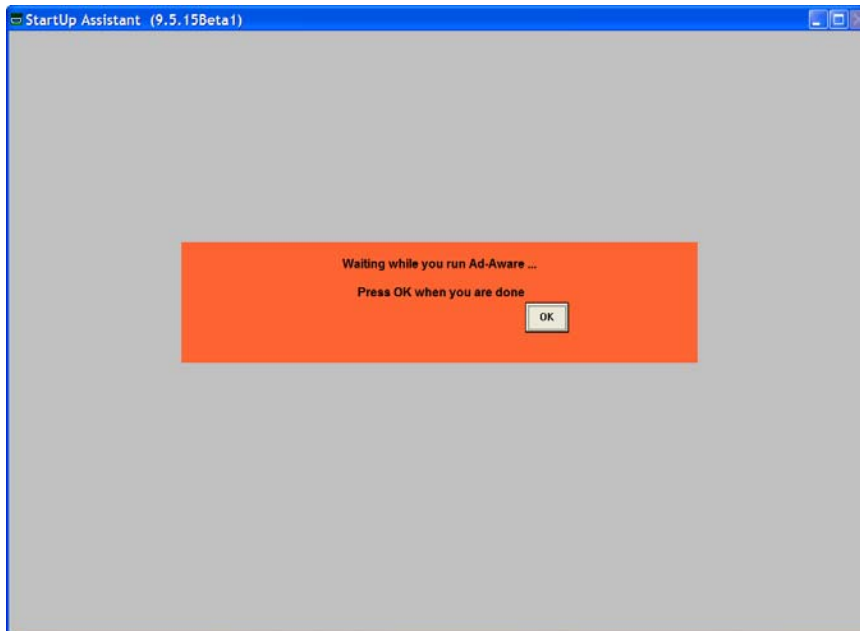 StartUp Assistant (9.5.15Beta1)
Waiting while you run Ad-Aware ...
Press OK when you are done
OK